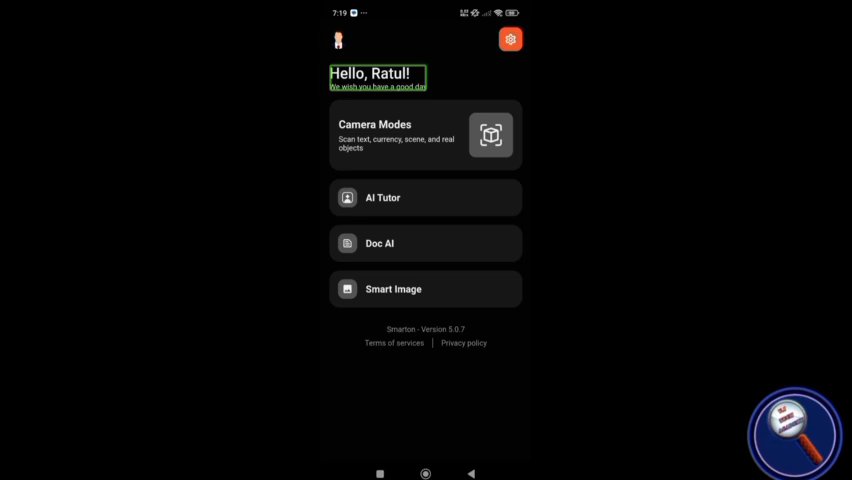 7:19
Hello, Ratul!
We wish you have a good day
Camera Modes
Scan text, currency, scene, and real
objects
AI Tutor
Doc AI
Smart Image
Smarton - Version 5.0.7
Terms of services | Privacy policy